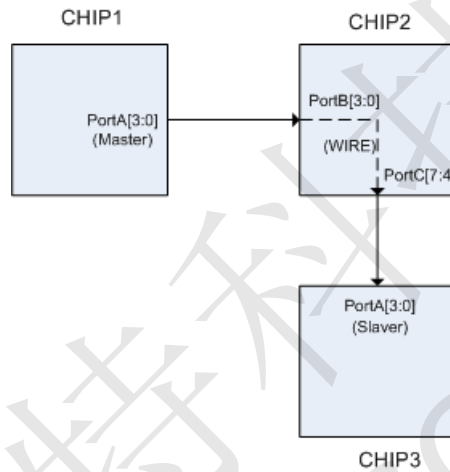 CHIP1
CHIP2
PortA[3:0]
(Master)
PortB[3:0]
(WIRE)
PortC[7:4
PortA[3:0]
(Slaver)
CHIP3